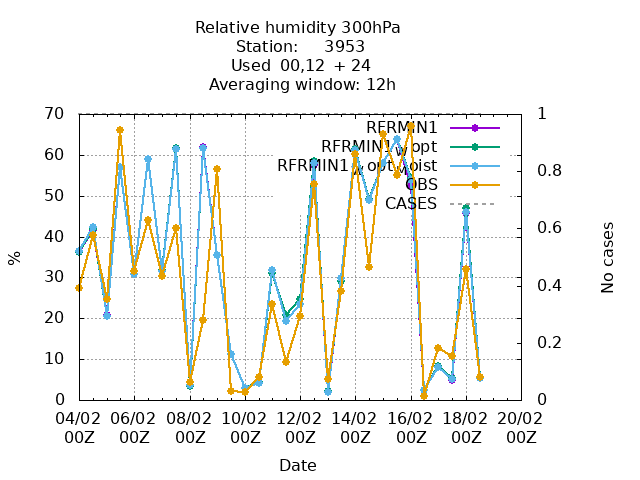 Relative humidity 300hPa
Station: 3953
Used 00,12 + 24
Averaging window: 12h
70
60
50
40
30
20
10
0
%
1
0.8
0.6
0.4
0.2
0
No cases
RFRMIN1
RFRMIN1_w_opt
OBS
CASES
04/02 06/02 08/02 10/02 12/02 14/02 16/02 18/02 20/02
00Z 00Z 00Z 00Z 00Z 00Z 00Z 00Z 00Z
Date